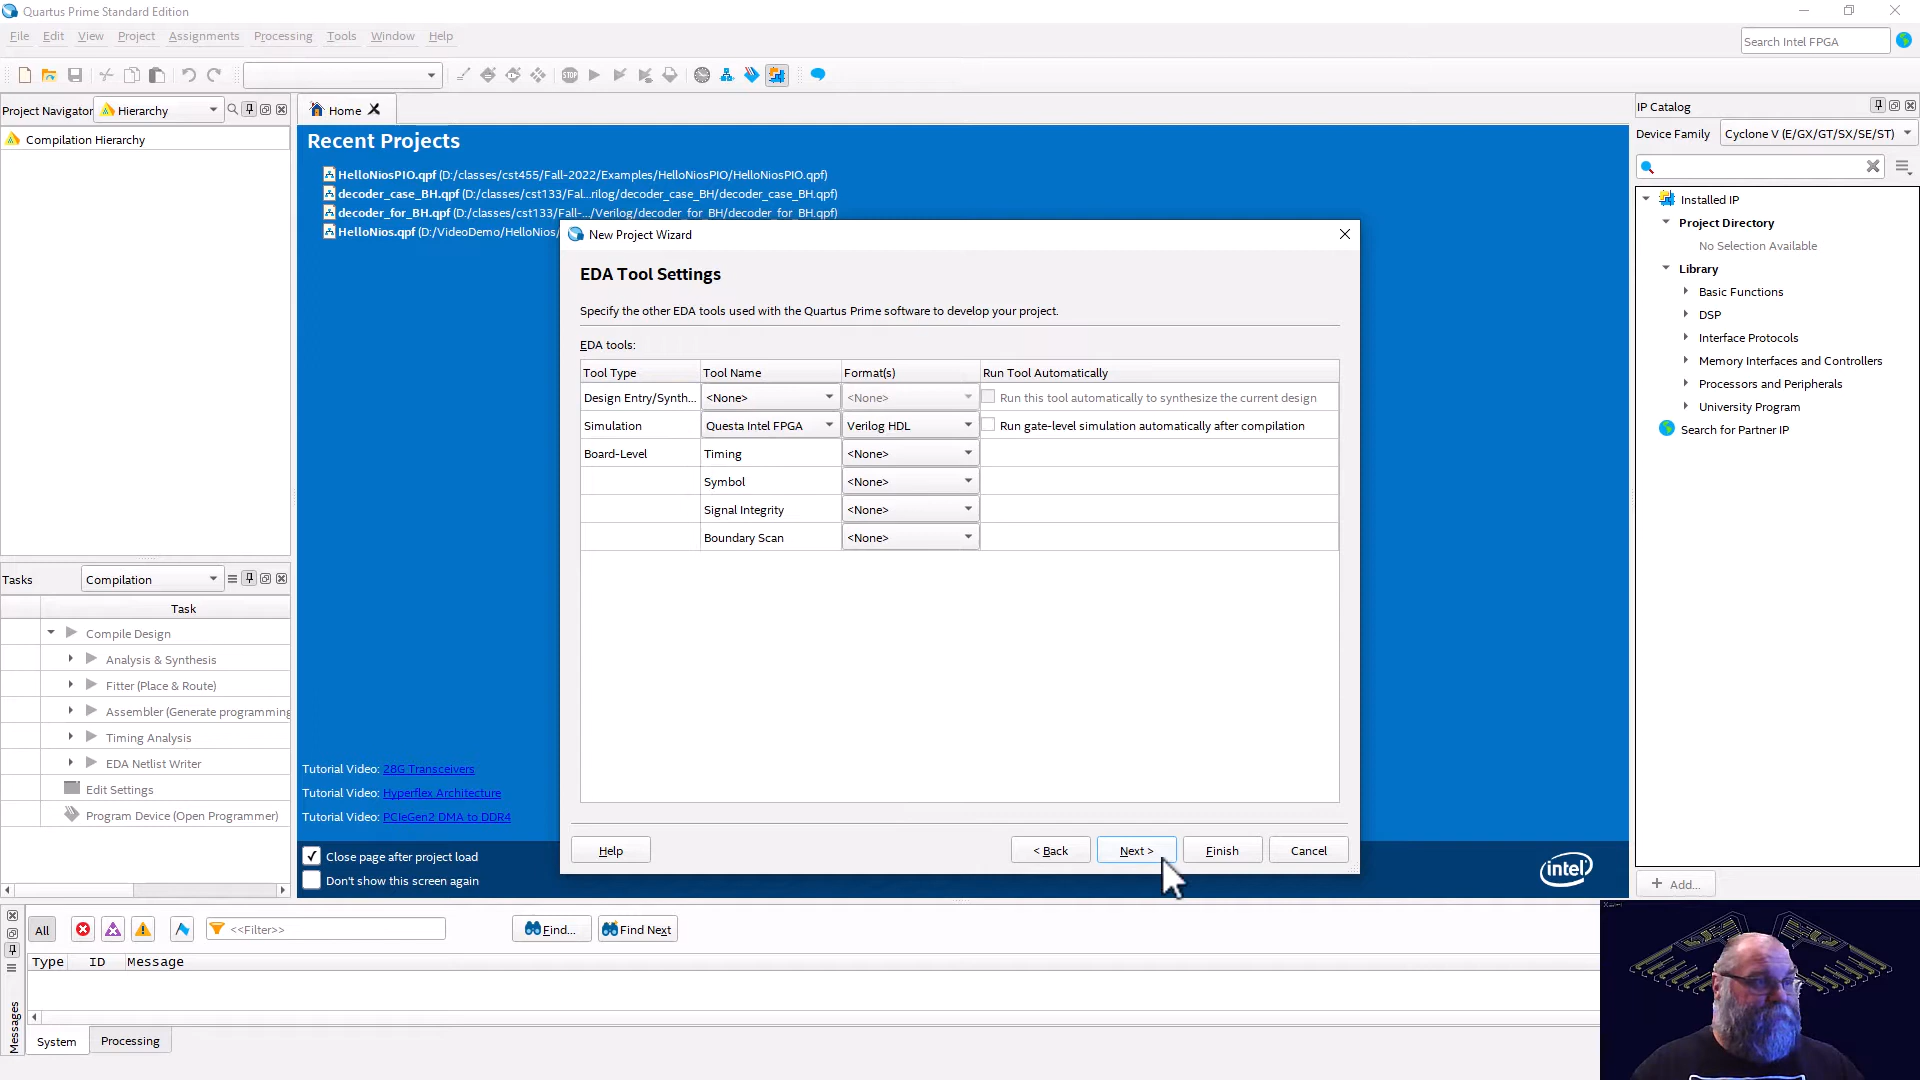 Quartus Prime Standard Edition
File Edit View Project Assignments Processing Tools Window Help
Search Intel FPGA
Project Navigator Hierarchy
Home
IP Catalog
Compilation Hierarchy
Recent Projects
Device Family Cyclone V (E/GX/GT/SX/SE/ST)
HelloNiosPIO.qpf (D:/classes/cst455/Fall-2022/Examples/HelloNiosPIO/HelloNiosPIO.qpf)
decoder_case_BH.qpf (D:/classes/cst133/Fal...rilog/decoder_case_BH/decoder_case_BH.qpf)
decoder_for_BH.qpf (D:/classes/cst133/Fall-.../Verilog/decoder_for_BH/decoder_for_BH.qpf)
HelloNios.qpf (D:/VideoDemo/HelloNios/
Installed IP
Project Directory
No Selection Available
Library
Basic Functions
DSP
Interface Protocols
Memory Interfaces and Controllers
Processors and Peripherals
University Program
Search for Partner IP
Add...
New Project Wizard
EDA Tool Settings
Specify the other EDA tools used with the Quartus Prime software to develop your project.
EDA tools:
Tool Type Tool Name Format(s) Run Tool Automatically
Design Entry/Synth... <None> <None> Run this tool automatically to synthesize the current design
Simulation Questa Intel FPGA Verilog HDL Run gate-level simulation automatically after compilation
Board-Level Timing <None>
Symbol <None>
Signal Integrity <None>
Boundary Scan <None>
Help < Back Next > Finish Cancel
Tasks Compilation
Task
Compile Design
Analysis & Synthesis
Fitter (Place & Route)
Assembler (Generate programming
Timing Analysis
EDA Netlist Writer
Edit Settings
Program Device (Open Programmer)
Tutorial Video: 28G Transceivers
Tutorial Video: Hyperflex Architecture
Tutorial Video: PCIeGen2 DMA to DDR4
Close page after project load
Don't show this screen again
intel
All <<Filter>> Find... Find Next
Type ID Message
Messages
System Processing